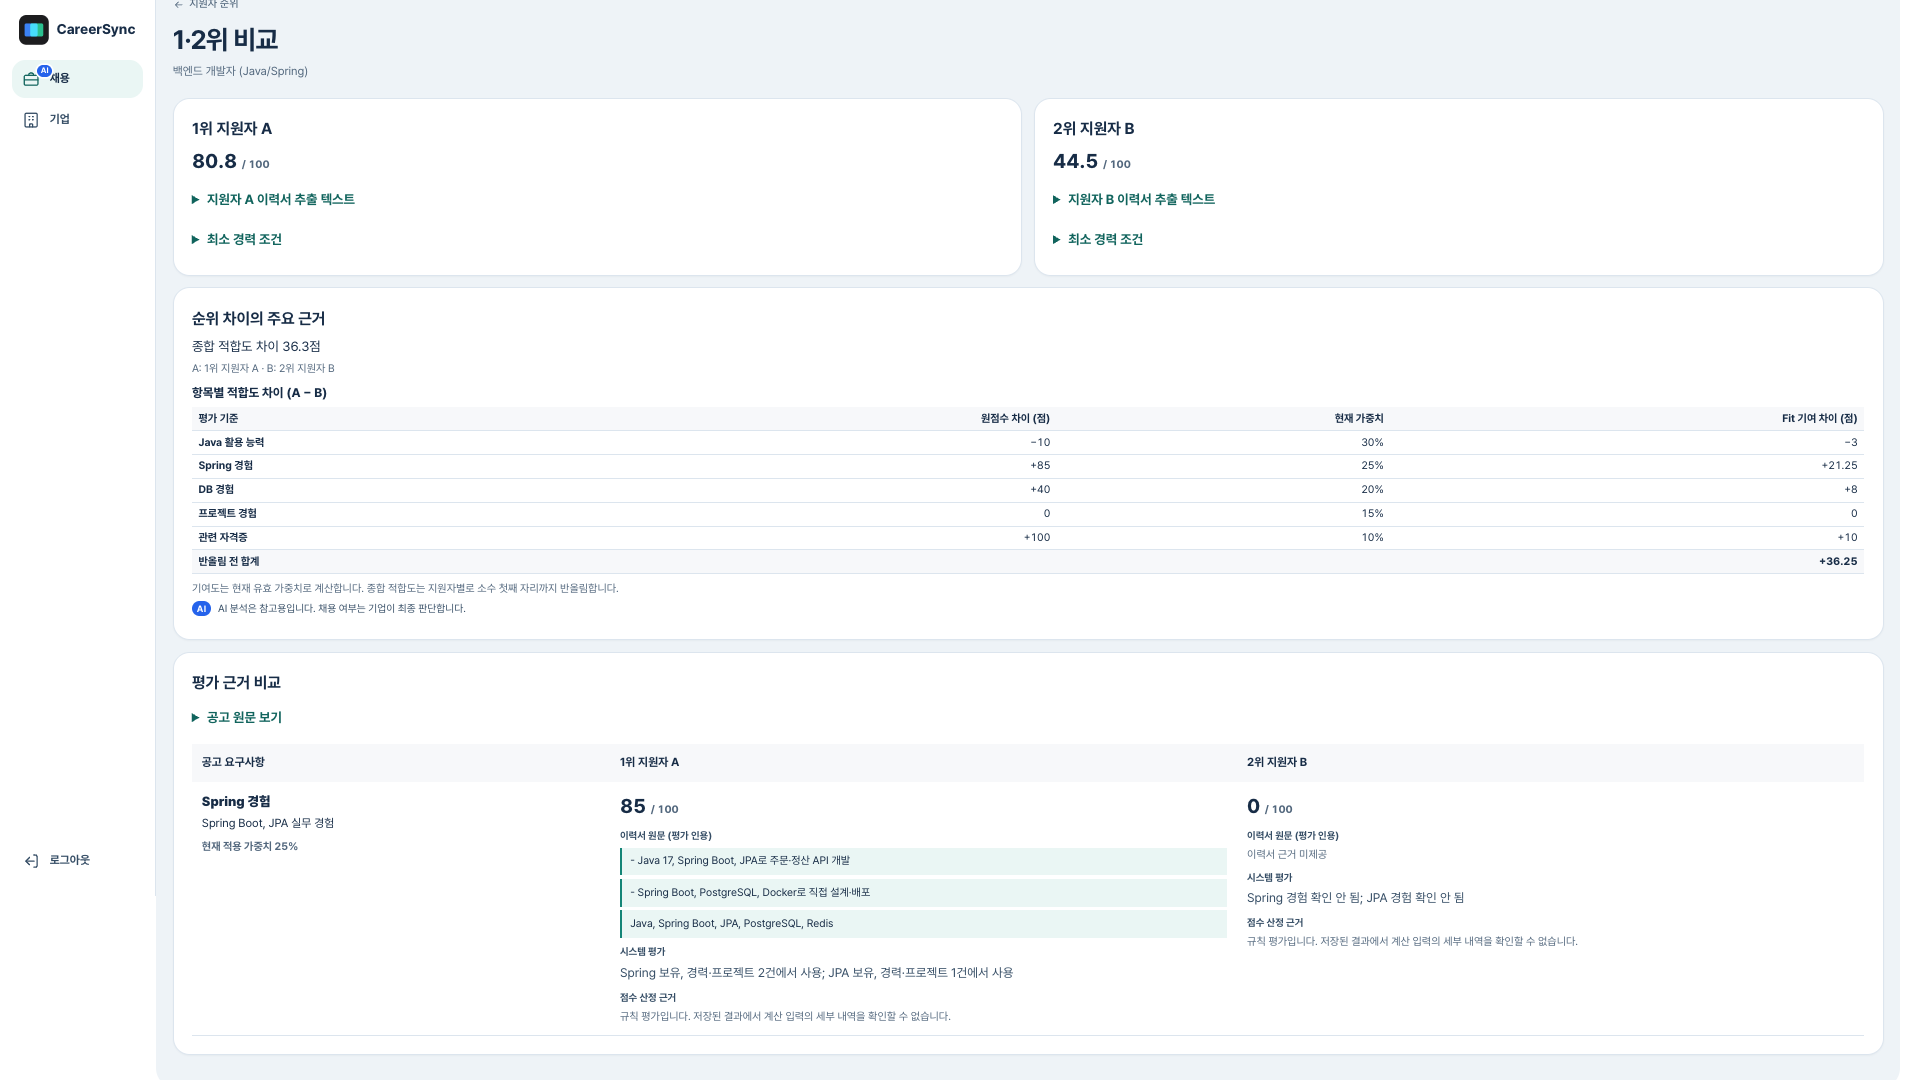 CareerSync
AI
채용
기업
로그아웃
← 지원자 순위
1·2위 비교
백엔드 개발자 (Java/Spring)
1위 지원자 A
80.8 / 100
▶ 지원자 A 이력서 추출 텍스트
▶ 최소 경력 조건
2위 지원자 B
44.5 / 100
▶ 지원자 B 이력서 추출 텍스트
▶ 최소 경력 조건
순위 차이의 주요 근거
종합 적합도 차이 36.3점
A: 1위 지원자 A · B: 2위 지원자 B
항목별 적합도 차이 (A − B)
평가 기준 원점수 차이 (점) 현재 가중치 Fit 기여 차이 (점)
Java 활용 능력 −10 30% −3
Spring 경험 +85 25% +21.25
DB 경험 +40 20% +8
프로젝트 경험 0 15% 0
관련 자격증 +100 10% +10
반올림 전 합계 +36.25
기여도는 현재 유효 가중치로 계산합니다. 종합 적합도는 지원자별로 소수 첫째 자리까지 반올림합니다.
AI AI 분석은 참고용입니다. 채용 여부는 기업이 최종 판단합니다.
평가 근거 비교
▶ 공고 원문 보기
공고 요구사항 1위 지원자 A 2위 지원자 B
Spring 경험
Spring Boot, JPA 실무 경험
현재 적용 가중치 25%
85 / 100
이력서 원문 (평가 인용)
- Java 17, Spring Boot, JPA로 주문·정산 API 개발
- Spring Boot, PostgreSQL, Docker로 직접 설계·배포
Java, Spring Boot, JPA, PostgreSQL, Redis
시스템 평가
Spring 보유, 경력·프로젝트 2건에서 사용; JPA 보유, 경력·프로젝트 1건에서 사용
점수 산정 근거
규칙 평가입니다. 저장된 결과에서 계산 입력의 세부 내역을 확인할 수 없습니다.
0 / 100
이력서 원문 (평가 인용)
이력서 근거 미제공
시스템 평가
Spring 경험 확인 안 됨; JPA 경험 확인 안 됨
점수 산정 근거
규칙 평가입니다. 저장된 결과에서 계산 입력의 세부 내역을 확인할 수 없습니다.